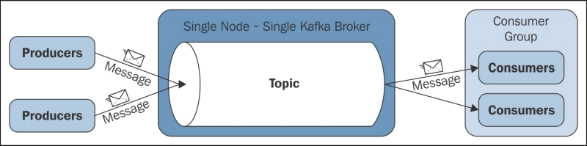 Single Node - Single Kafka Broker
Consumer
Group
Producers
Message
Topic
Message
Consumers
Producers
Message
Consumers